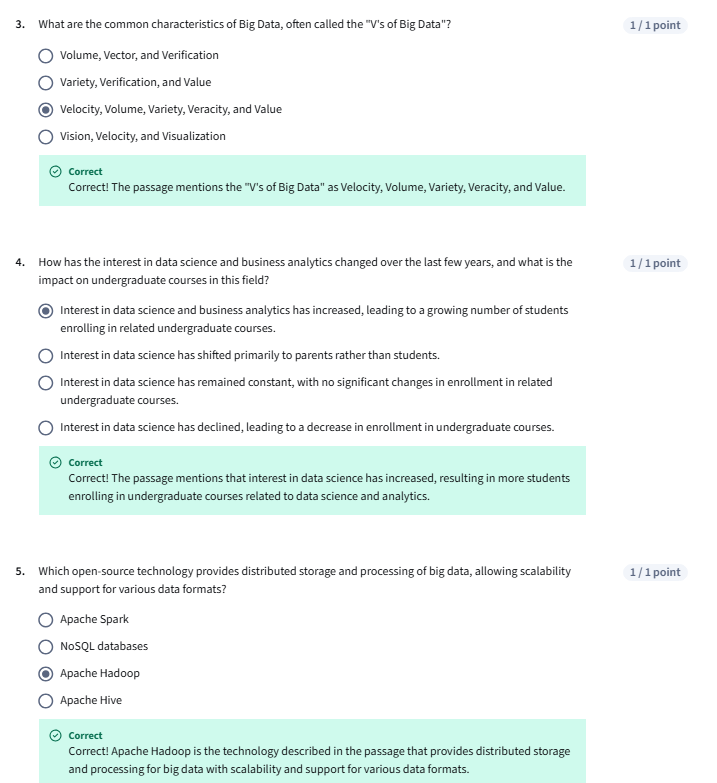 3. What are the common characteristics of Big Data, often called the "V's of Big Data"? 1 / 1 point
Volume, Vector, and Verification
Variety, Verification, and Value
Velocity, Volume, Variety, Veracity, and Value
Vision, Velocity, and Visualization
Correct
Correct! The passage mentions the "V's of Big Data" as Velocity, Volume, Variety, Veracity, and Value.
4. How has the interest in data science and business analytics changed over the last few years, and what is the 1 / 1 point
impact on undergraduate courses in this field?
Interest in data science and business analytics has increased, leading to a growing number of students
enrolling in related undergraduate courses.
Interest in data science has shifted primarily to parents rather than students.
Interest in data science has remained constant, with no significant changes in enrollment in related
undergraduate courses.
Interest in data science has declined, leading to a decrease in enrollment in undergraduate courses.
Correct
Correct! The passage mentions that interest in data science has increased, resulting in more students
enrolling in undergraduate courses related to data science and analytics.
5. Which open-source technology provides distributed storage and processing of big data, allowing scalability 1 / 1 point
and support for various data formats?
Apache Spark
NoSQL databases
Apache Hadoop
Apache Hive
Correct
Correct! Apache Hadoop is the technology described in the passage that provides distributed storage
and processing for big data with scalability and support for various data formats.